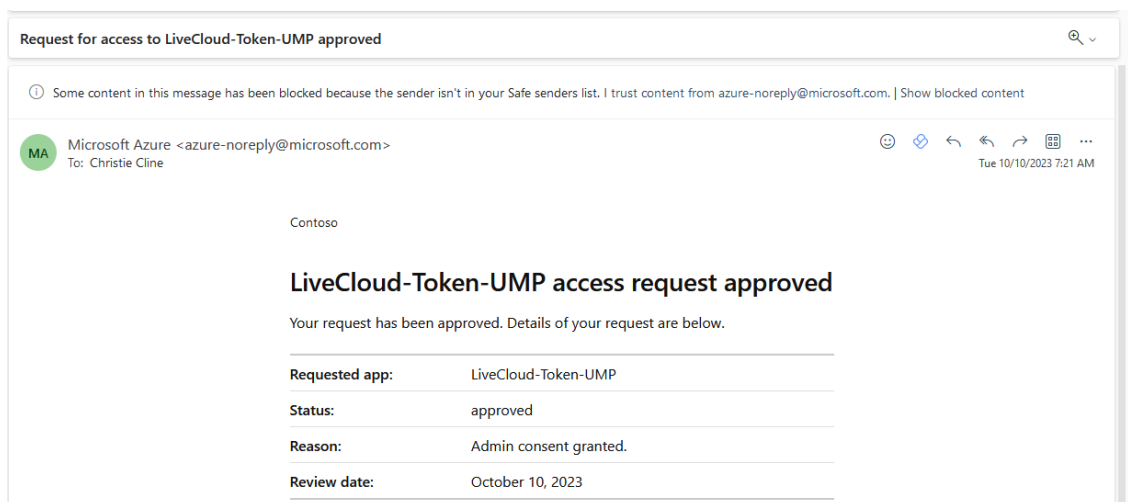 Request for access to LiveCloud-Token-UMP approved
Some content in this message has been blocked because the sender isn't in your Safe senders list. I trust content from azure-noreply@microsoft.com. | Show blocked content
MA
Microsoft Azure <azure-noreply@microsoft.com>
To: Christie Cline
Tue 10/10/2023 7:21 AM
Contoso
LiveCloud-Token-UMP access request approved
Your request has been approved. Details of your request are below.
Requested app: LiveCloud-Token-UMP
Status: approved
Reason: Admin consent granted.
Review date: October 10, 2023